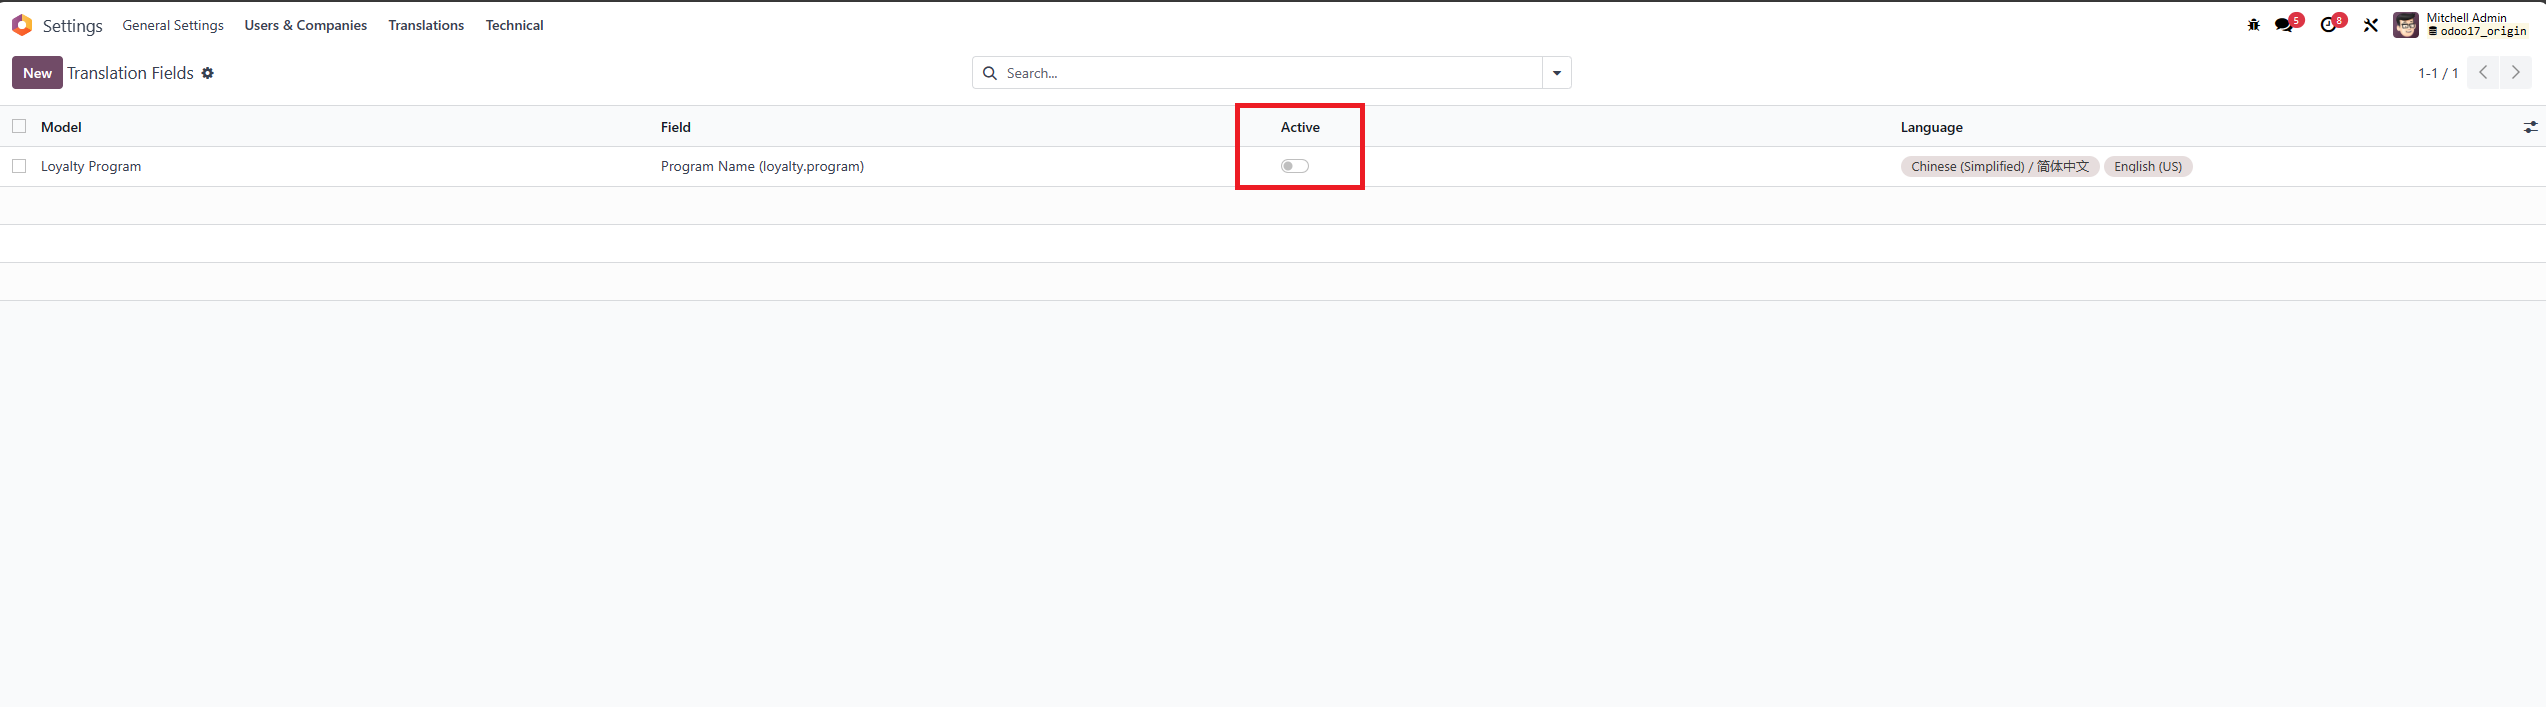 Settings General Settings Users & Companies Translations Technical 5 8 Mitchell Admin
odoo17_origin
New Translation Fields Search... 1-1 / 1
Model Field Active Language
Loyalty Program Program Name (loyalty.program) Chinese (Simplified) / 简体中文 English (US)